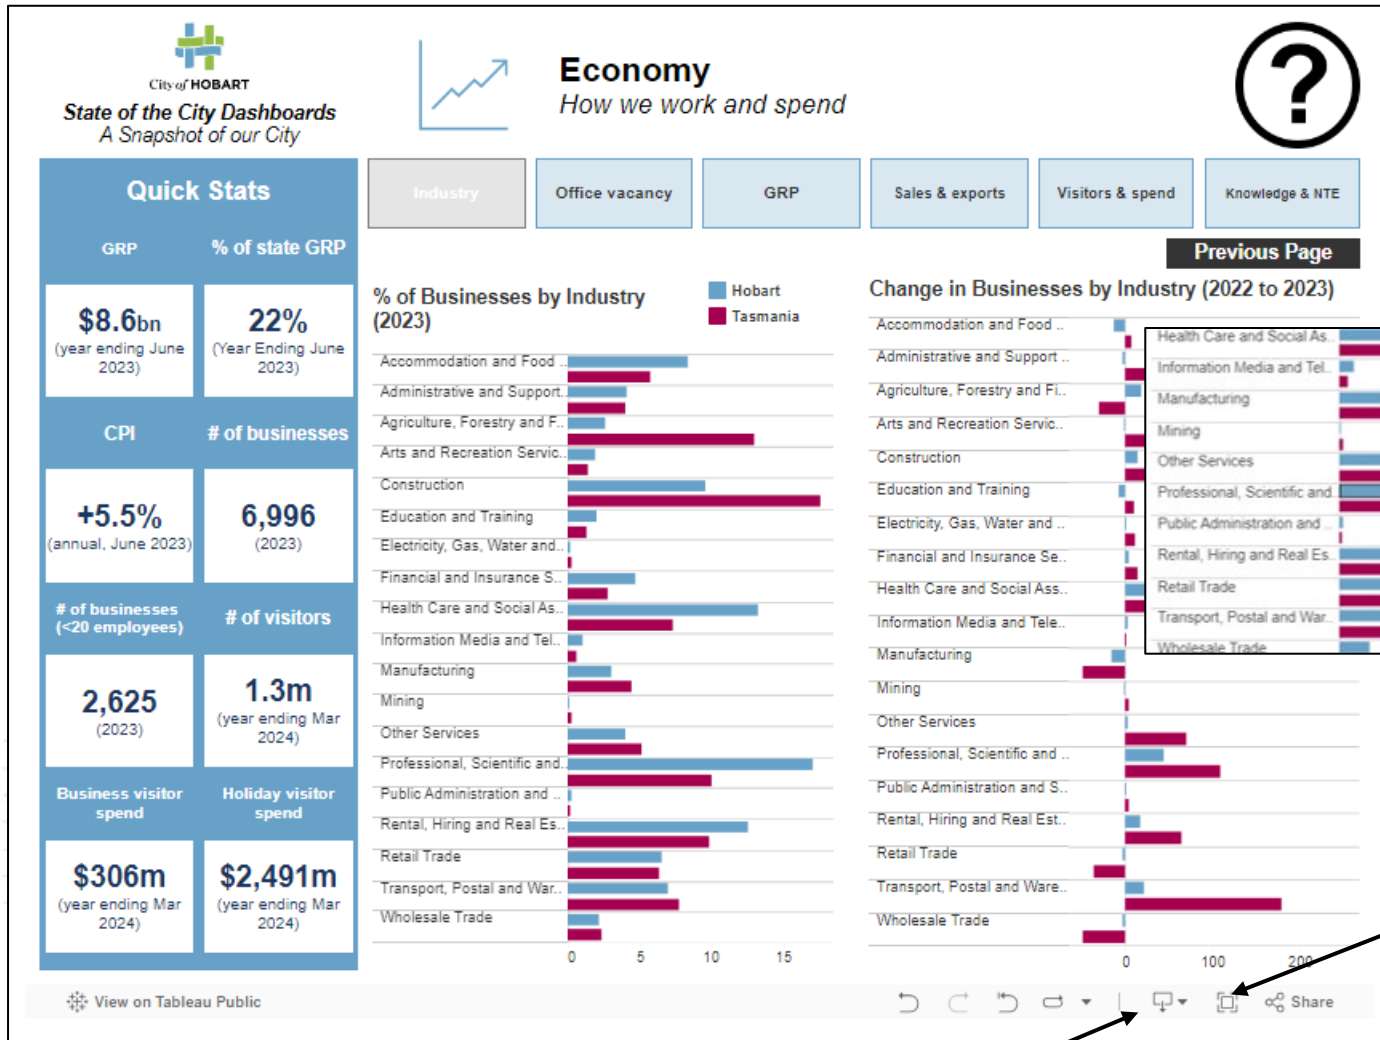 City of HOBART
State of the City Dashboards
A Snapshot of our City
Economy
How we work and spend
?
Quick Stats
GRP
% of state GRP
$8.6bn
(year ending June
2023)
22%
(Year Ending June
2023)
CPI
# of businesses
+5.5%
(annual, June 2023)
6,996
(2023)
# of businesses
(<20 employees)
# of visitors
2,625
(2023)
1.3m
(year ending Mar
2024)
Business visitor
spend
Holiday visitor
spend
$306m
(year ending Mar
2024)
$2,491m
(year ending Mar
2024)
Industry
Office vacancy
GRP
Sales & exports
Visitors & spend
Knowledge & NTE
Previous Page
% of Businesses by Industry
(2023)
Hobart
Tasmania
Accommodation and Food ..
Administrative and Support..
Agriculture, Forestry and F..
Arts and Recreation Servic..
Construction
Education and Training
Electricity, Gas, Water and..
Financial and Insurance S..
Health Care and Social As..
Information Media and Tel..
Manufacturing
Mining
Other Services
Professional, Scientific and..
Public Administration and ..
Rental, Hiring and Real Es..
Retail Trade
Transport, Postal and War..
Wholesale Trade
0 5 10 15
Change in Businesses by Industry (2022 to 2023)
Accommodation and Food ..
Administrative and Support ..
Agriculture, Forestry and Fi..
Arts and Recreation Servic..
Construction
Education and Training
Electricity, Gas, Water and ..
Financial and Insurance Se..
Health Care and Social Ass..
Information Media and Tele..
Manufacturing
Mining
Other Services
Professional, Scientific and ..
Public Administration and S..
Rental, Hiring and Real Est..
Retail Trade
Transport, Postal and Ware..
Wholesale Trade
0 100 200
Health Care and Social As..
Information Media and Tel..
Manufacturing
Mining
Other Services
Professional, Scientific and..
Public Administration and ..
Rental, Hiring and Real Es..
Retail Trade
Transport, Postal and War..
Wholesale Trade
View on Tableau Public
Share